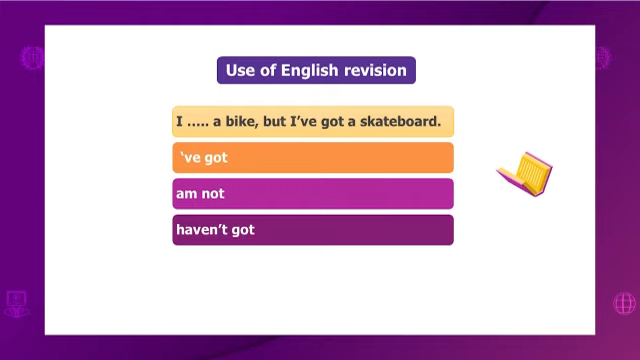 Use of English revision
I ..... a bike, but I’ve got a skateboard.
‘ve got
am not
haven’t got